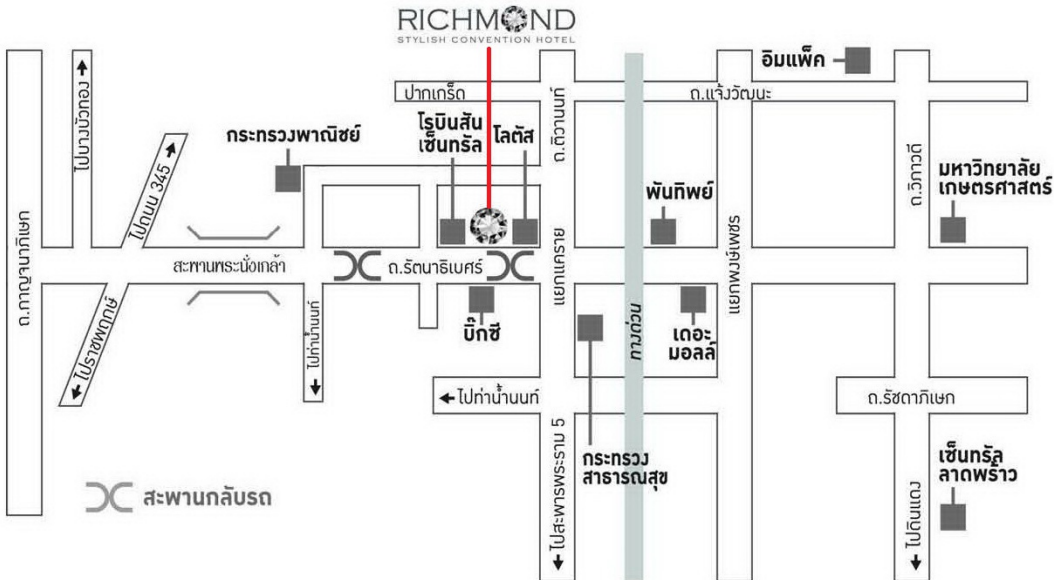 RICHMOND
STYLISH CONVENTION HOTEL
อิมแพ็ค
ปากเกร็ด
ถ.แจ้งวัฒนะ
ถ.ติวานนท์
ไปบางบัวทอง
กระทรวงพาณิชย์
โรบินสัน
เซ็นทรัล
โลตัส
ถ.วิภาวดี
มหาวิทยาลัย
เกษตรศาสตร์
ไปถนน 345
พันทิพย์
ถ.กาญจนาภิเษก
สะพานพระนั่งเกล้า
ถ.รัตนาธิเบศร์
แยกแคราย
แยกพงษ์เพชร
บิ๊กซี
ทางด่วน
เดอะ
มอลล์
ไปราชพฤกษ์
ไปท่าน้ำนนท์
ไปท่าน้ำนนท์
ถ.รัชดาภิเษก
กระทรวง
สาธารณสุข
ไปสะพารพระราม 5
เซ็นทรัล
ลาดพร้าว
ไปดินแดง
สะพานกลับรถ